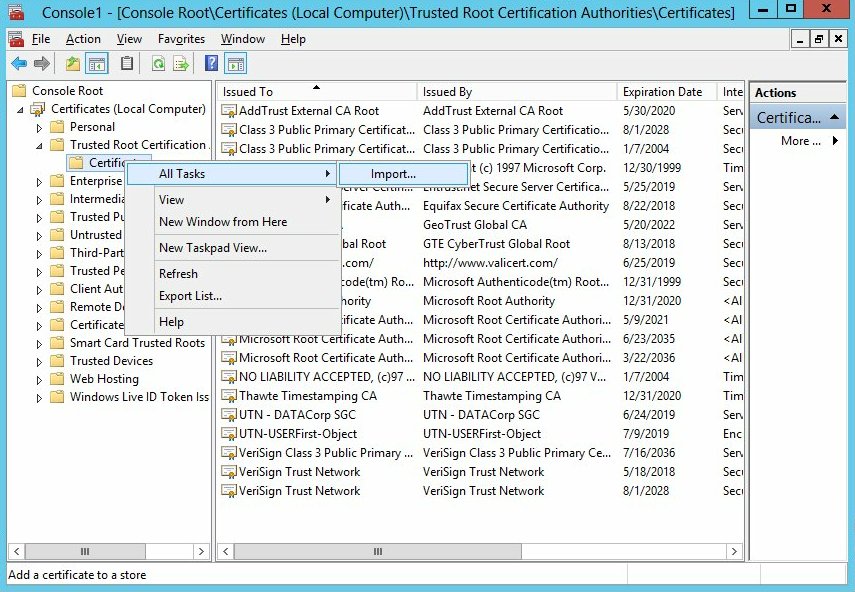 Console1 - [Console Root\Certificates (Local Computer)\Trusted Root Certification Authorities\Certificates]
File Action View Favorites Window Help
Console Root
Certificates (Local Computer)
Personal
Trusted Root Certification
Certific
Enterprise
Intermedia
Trusted Pu
Untrusted
Third-Part
Trusted Pe
Client Aut
Remote De
Certificate
Smart Card Trusted Roots
Trusted Devices
Web Hosting
Windows Live ID Token Iss
All Tasks
Import...
View
New Window from Here
New Taskpad View...
Refresh
Export List...
Help
Issued To Issued By Expiration Date Inte
AddTrust External CA Root AddTrust External CA Root 5/30/2020 Serv
Class 3 Public Primary Certificat... Class 3 Public Primary Certification... 8/1/2028 Secu
Class 3 Public Primary Certificat... Class 3 Public Primary Certification... 1/7/2004 Secu
t (c) 1997 Microsoft Corp. 12/30/1999 Tim
Entrust.net Secure Server Certifica... 5/25/2019 Serv
ificate Auth... Equifax Secure Certificate Authority 8/22/2018 Secu
GeoTrust Global CA 5/20/2022 Secu
bal Root GTE CyberTrust Global Root 8/13/2018 Secu
.com/ http://www.valicert.com/ 6/25/2019 Secu
ticode(tm) Ro... Microsoft Authenticode(tm) Root... 12/31/1999 Secu
thority Microsoft Root Authority 12/31/2020 <Al
ificate Auth... Microsoft Root Certificate Authori... 5/9/2021 <Al
Microsoft Root Certificate Auth... Microsoft Root Certificate Authori... 6/23/2035 <Al
Microsoft Root Certificate Auth... Microsoft Root Certificate Authori... 3/22/2036 <Al
NO LIABILITY ACCEPTED, (c)97 ... NO LIABILITY ACCEPTED, (c)97 V... 1/7/2004 Tim
Thawte Timestamping CA Thawte Timestamping CA 12/31/2020 Tim
UTN - DATACorp SGC UTN - DATACorp SGC 6/24/2019 Serv
UTN-USERFirst-Object UTN-USERFirst-Object 7/9/2019 Enc
VeriSign Class 3 Public Primary ... VeriSign Class 3 Public Primary Ce... 7/16/2036 Serv
VeriSign Trust Network VeriSign Trust Network 5/18/2018 Secu
VeriSign Trust Network VeriSign Trust Network 8/1/2028 Secu
Actions
Certifica...
More ...
Add a certificate to a store